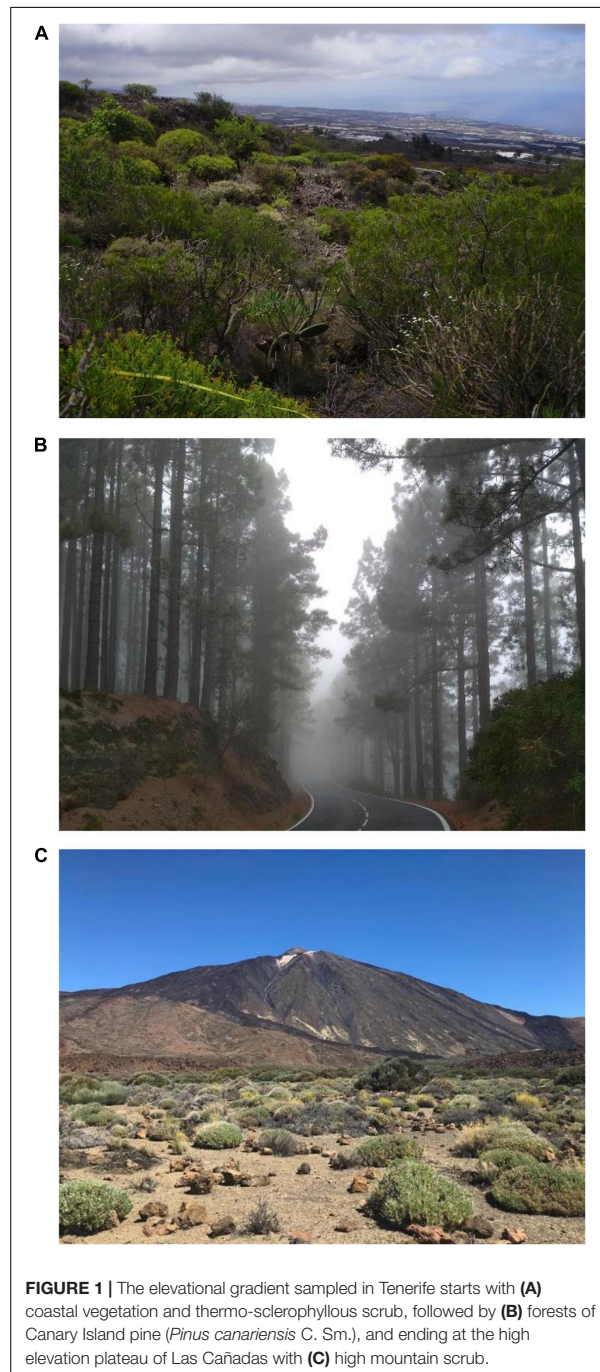 A
B
C
FIGURE 1 | The elevational gradient sampled in Tenerife starts with (A)
coastal vegetation and thermo-sclerophyllous scrub, followed by (B) forests of
Canary Island pine (Pinus canariensis C. Sm.), and ending at the high
elevation plateau of Las Cañadas with (C) high mountain scrub.